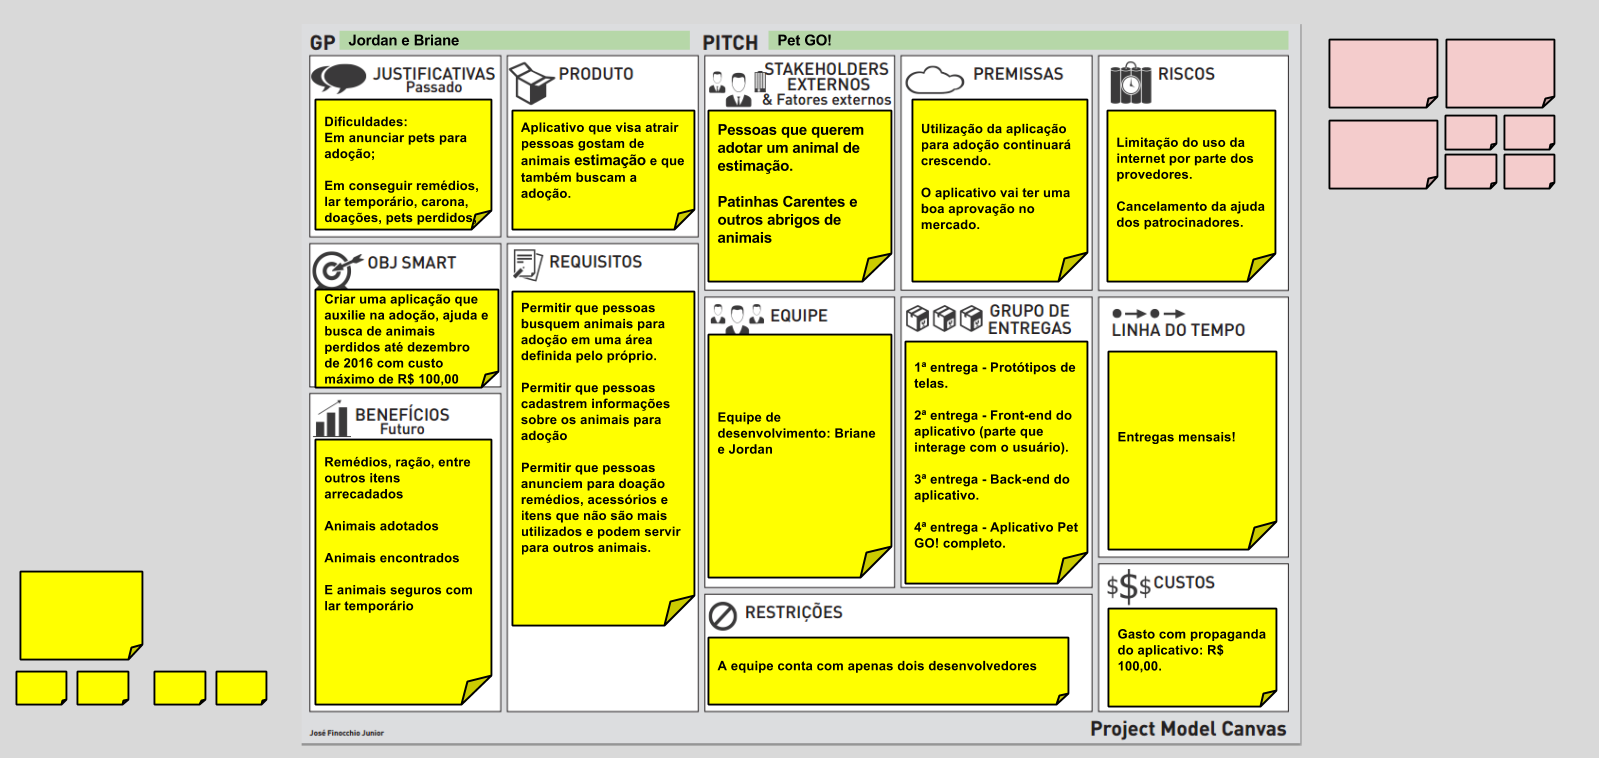 GP
Jordan e Briane
PITCH
Pet GO!
JUSTIFICATIVAS
Passado
Dificuldades:
Em anunciar pets para
adoção;
Em conseguir remédios,
lar temporário, carona,
doações, pets perdidos
OBJ SMART
Criar uma aplicação que
auxilie na adoção, ajuda e
busca de animais
perdidos até dezembro
de 2016 com custo
máximo de R$ 100,00
BENEFÍCIOS
Futuro
Remédios, ração, entre
outros itens
arrecadados
Animais adotados
Animais encontrados
E animais seguros com
lar temporário
PRODUTO
Aplicativo que visa atrair
pessoas gostam de
animais estimação e que
também buscam a
adoção.
REQUISITOS
Permitir que pessoas
busquem animais para
adoção em uma área
definida pelo próprio.
Permitir que pessoas
cadastrem informações
sobre os animais para
adoção
Permitir que pessoas
anunciem para doação
remédios, acessórios e
itens que não são mais
utilizados e podem servir
para outros animais.
STAKEHOLDERS
EXTERNOS
& Fatores externos
Pessoas que querem
adotar um animal de
estimação.
Patinhas Carentes e
outros abrigos de
animais
EQUIPE
Equipe de
desenvolvimento: Briane
e Jordan
PREMISSAS
Utilização da aplicação
para adoção continuará
crescendo.
O aplicativo vai ter uma
boa aprovação no
mercado.
GRUPO DE
ENTREGAS
1ª entrega - Protótipos de
telas.
2ª entrega - Front-end do
aplicativo (parte que
interage com o usuário).
3ª entrega - Back-end do
aplicativo.
4ª entrega - Aplicativo Pet
GO! completo.
RISCOS
Limitação do uso da
internet por parte dos
provedores.
Cancelamento da ajuda
dos patrocinadores.
LINHA DO TEMPO
Entregas mensais!
RESTRIÇÕES
A equipe conta com apenas dois desenvolvedores
$$$ CUSTOS
Gasto com propaganda
do aplicativo: R$
100,00.
José Finocchio Junior
Project Model Canvas